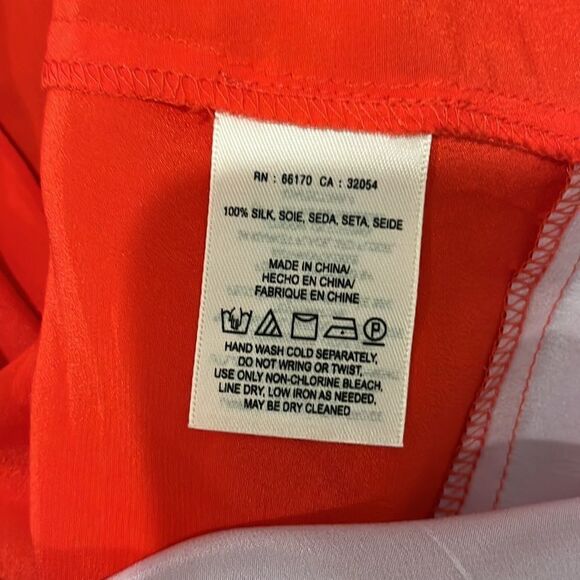 RN : 66170 CA : 32054
100% SILK, SOIE, SEDA, SETA, SEIDE
MADE IN CHINA/
HECHO EN CHINA/
FABRIQUE EN CHINE
P
HAND WASH COLD SEPARATELY,
DO NOT WRING OR TWIST,
USE ONLY NON-CHLORINE BLEACH,
LINE DRY, LOW IRON AS NEEDED,
MAY BE DRY CLEANED